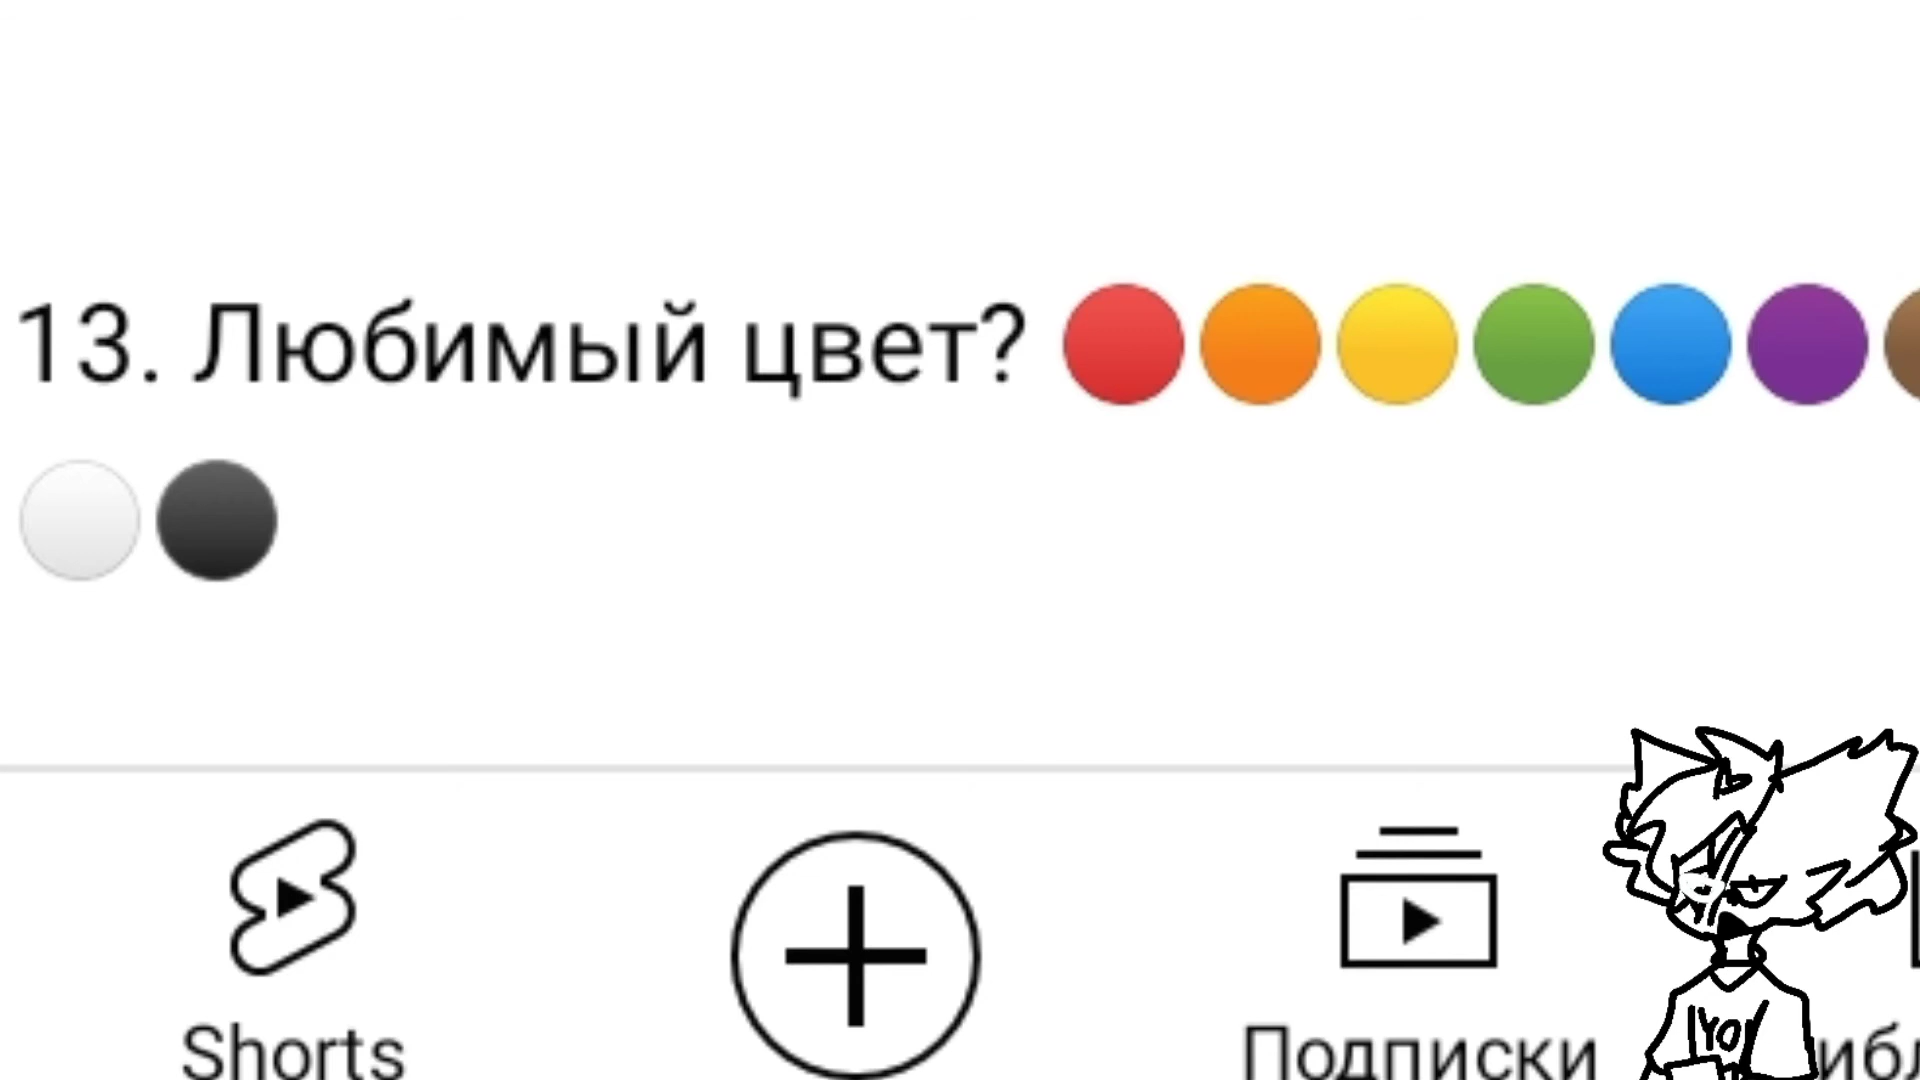 13. Любимый цвет? 🔴🟠🟡🟢🔵🟣🟤
⚪⚫
Shorts
Подписки
YO